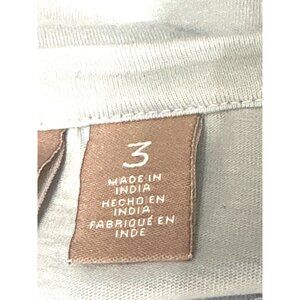 3
MADE IN
INDIA
HECHO EN
INDIA
FABRIQUÉ EN
INDE